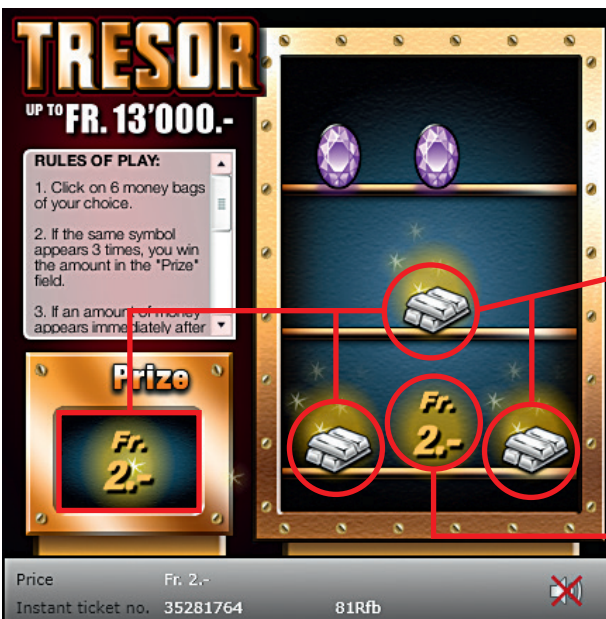 TRESOR
UP TO FR. 13'000.-
RULES OF PLAY:
1. Click on 6 money bags
of your choice.
2. If the same symbol
appears 3 times, you win
the amount in the "Prize"
field.
3. If an amount of money
appears immediately after
Prize
Fr.
2.-
Fr.
2.-
Price Fr. 2.-
Instant ticket no. 35281764 81Rfb